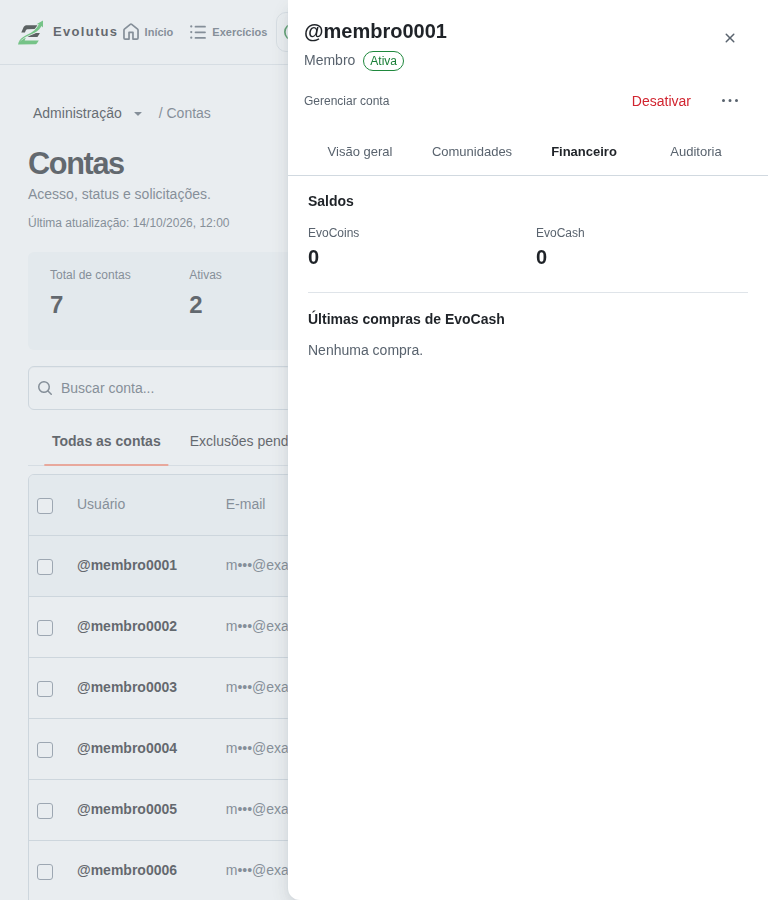 Evolutus
Início
Exercícios
Administração
/ Contas
Contas
Acesso, status e solicitações.
Última atualização: 14/10/2026, 12:00
Total de contas
Ativas
7
2
Buscar conta...
Todas as contas
Exclusões pend
Usuário
E-mail
@membro0001
m•••@exa
@membro0002
m•••@exa
@membro0003
m•••@exa
@membro0004
m•••@exa
@membro0005
m•••@exa
@membro0006
m•••@exa
@membro0001
Membro
Ativa
Gerenciar conta
Desativar
Visão geral
Comunidades
Financeiro
Auditoria
Saldos
EvoCoins
EvoCash
0
0
Últimas compras de EvoCash
Nenhuma compra.